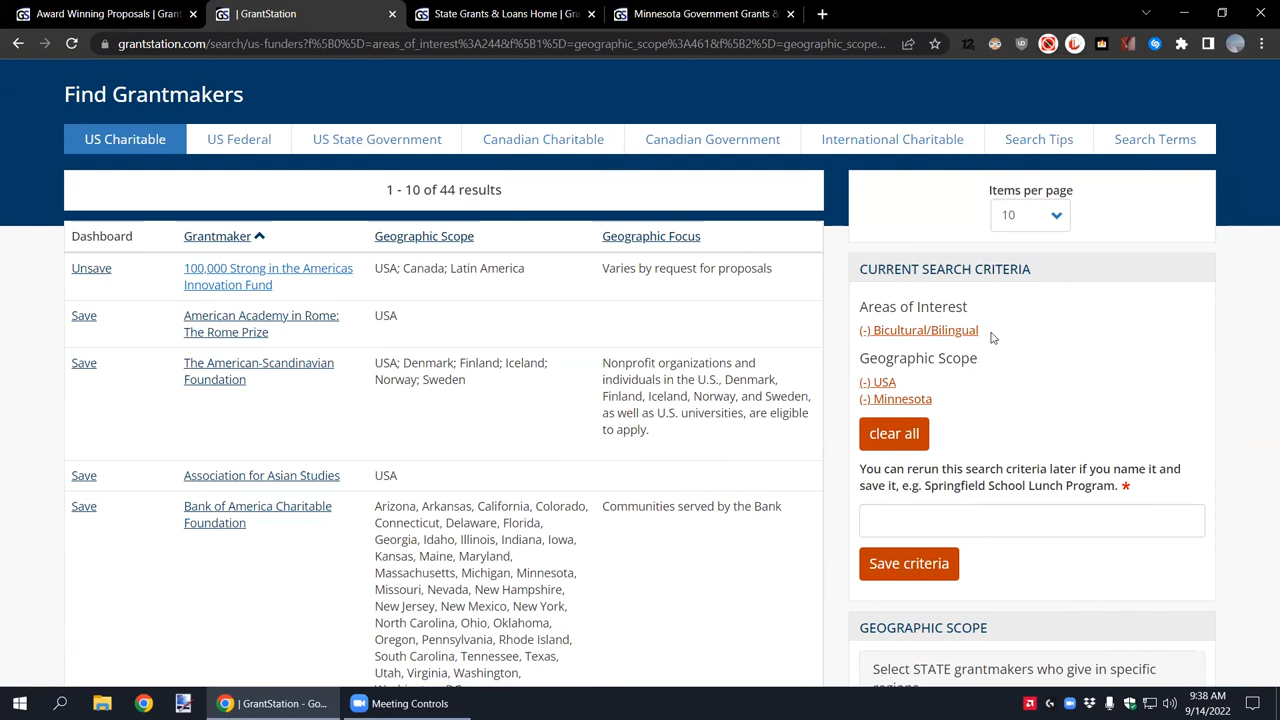 Award Winning Proposals | Grant
| GrantStation
State Grants & Loans Home | Gra
Minnesota Government Grants &
grantstation.com/search/us-funders?f%5B0%5D=areas_of_interest%3A244&f%5B1%5D=geographic_scope%3A461&f%5B2%5D=geographic_scope...
Find Grantmakers
US Charitable
US Federal
US State Government
Canadian Charitable
Canadian Government
International Charitable
Search Tips
Search Terms
1 - 10 of 44 results
Items per page
10
Dashboard
Grantmaker
Geographic Scope
Geographic Focus
Unsave
100,000 Strong in the Americas
Innovation Fund
USA; Canada; Latin America
Varies by request for proposals
Save
American Academy in Rome:
The Rome Prize
USA
Save
The American-Scandinavian
Foundation
USA; Denmark; Finland; Iceland;
Norway; Sweden
Nonprofit organizations and
individuals in the U.S., Denmark,
Finland, Iceland, Norway, and Sweden,
as well as U.S. universities, are eligible
to apply.
Save
Association for Asian Studies
USA
Save
Bank of America Charitable
Foundation
Arizona, Arkansas, California, Colorado,
Connecticut, Delaware, Florida,
Georgia, Idaho, Illinois, Indiana, Iowa,
Kansas, Maine, Maryland,
Massachusetts, Michigan, Minnesota,
Missouri, Nevada, New Hampshire,
New Jersey, New Mexico, New York,
North Carolina, Ohio, Oklahoma,
Oregon, Pennsylvania, Rhode Island,
South Carolina, Tennessee, Texas,
Utah, Virginia, Washington,
Communities served by the Bank
CURRENT SEARCH CRITERIA
Areas of Interest
(-) Bicultural/Bilingual
Geographic Scope
(-) USA
(-) Minnesota
clear all
You can rerun this search criteria later if you name it and
save it, e.g. Springfield School Lunch Program. *
Save criteria
GEOGRAPHIC SCOPE
Select STATE grantmakers who give in specific
| GrantStation - Go...
Meeting Controls
9:38 AM
9/14/2022